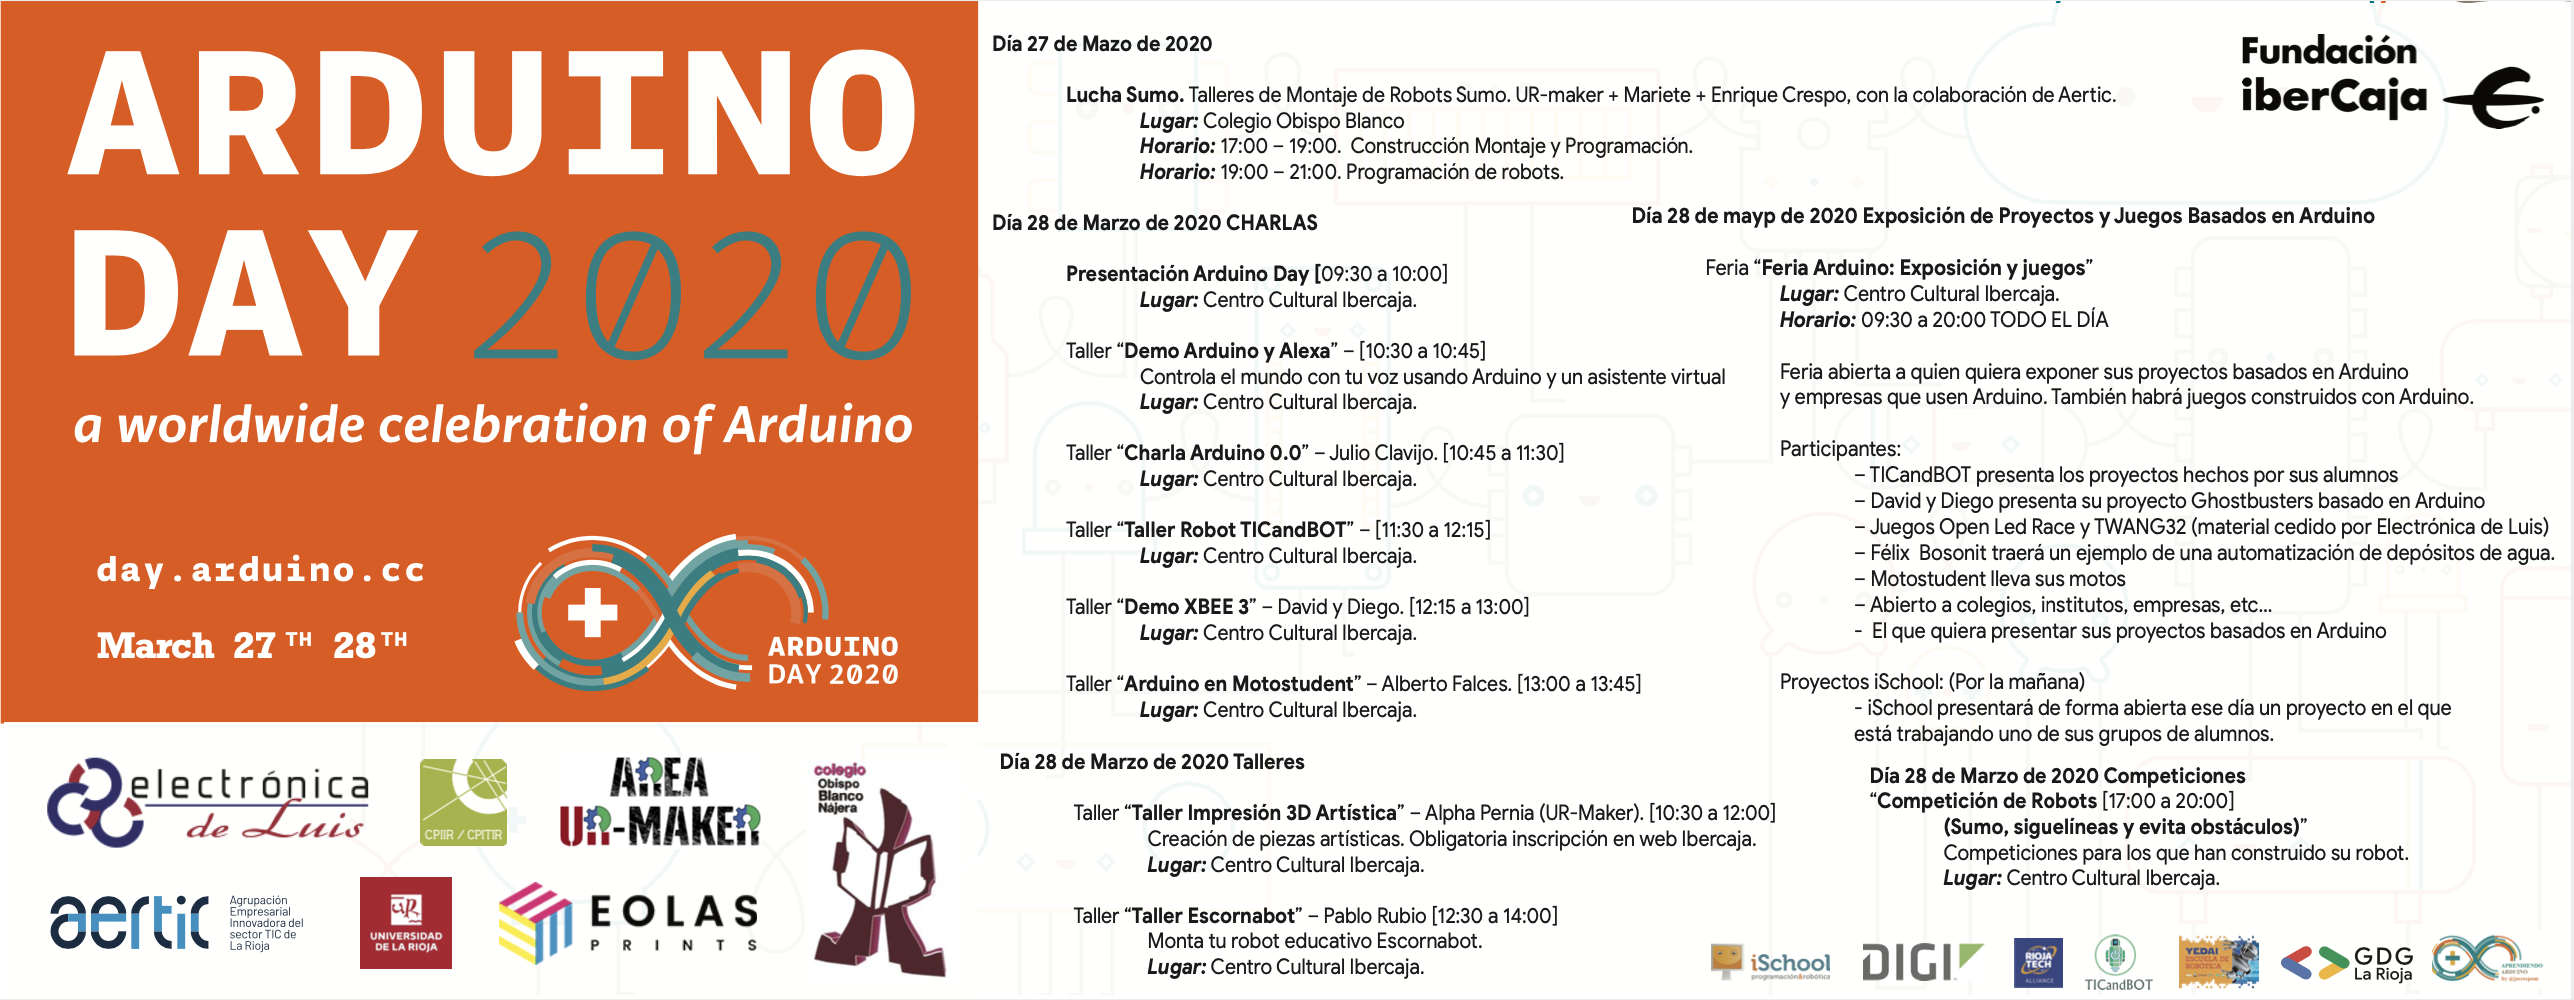 ARDUINO
DAY 2020
a worldwide celebration of Arduino
day.arduino.cc
March 27 TH 28 TH
ARDUINO
DAY 2020
electrónica
de Luis
CPIIR / CPITIR
AREA
UR-MAKER
colegio
Obispo
Blanco
Nájera
aertic
Agrupación
Empresarial
Innovadora del
sector TIC de
La Rioja
UR
UNIVERSIDAD
DE LA RIOJA
EOLAS
PRINTS
Día 27 de Mazo de 2020
Lucha Sumo. Talleres de Montaje de Robots Sumo. UR-maker + Mariete + Enrique Crespo, con la colaboración de Aertic.
Lugar: Colegio Obispo Blanco
Horario: 17:00 – 19:00. Construcción Montaje y Programación.
Horario: 19:00 – 21:00. Programación de robots.
Fundación
iberCaja
Día 28 de Marzo de 2020 CHARLAS
Presentación Arduino Day [09:30 a 10:00]
Lugar: Centro Cultural Ibercaja.
Taller “Demo Arduino y Alexa” – [10:30 a 10:45]
Controla el mundo con tu voz usando Arduino y un asistente virtual
Lugar: Centro Cultural Ibercaja.
Taller “Charla Arduino 0.0” – Julio Clavijo. [10:45 a 11:30]
Lugar: Centro Cultural Ibercaja.
Taller “Taller Robot TICandBOT” – [11:30 a 12:15]
Lugar: Centro Cultural Ibercaja.
Taller “Demo XBEE 3” – David y Diego. [12:15 a 13:00]
Lugar: Centro Cultural Ibercaja.
Taller “Arduino en Motostudent” – Alberto Falces. [13:00 a 13:45]
Lugar: Centro Cultural Ibercaja.
Día 28 de Marzo de 2020 Talleres
Taller “Taller Impresión 3D Artística” – Alpha Pernia (UR-Maker). [10:30 a 12:00]
Creación de piezas artísticas. Obligatoria inscripción en web Ibercaja.
Lugar: Centro Cultural Ibercaja.
Taller “Taller Escornabot” – Pablo Rubio [12:30 a 14:00]
Monta tu robot educativo Escornabot.
Lugar: Centro Cultural Ibercaja.
Día 28 de mayp de 2020 Exposición de Proyectos y Juegos Basados en Arduino
Feria “Feria Arduino: Exposición y juegos”
Lugar: Centro Cultural Ibercaja.
Horario: 09:30 a 20:00 TODO EL DÍA
Feria abierta a quien quiera exponer sus proyectos basados en Arduino
y empresas que usen Arduino. También habrá juegos construidos con Arduino.
Participantes:
– TICandBOT presenta los proyectos hechos por sus alumnos
– David y Diego presenta su proyecto Ghostbusters basado en Arduino
– Juegos Open Led Race y TWANG32 (material cedido por Electrónica de Luis)
– Félix Bosonit traerá un ejemplo de una automatización de depósitos de agua.
– Motostudent lleva sus motos
– Abierto a colegios, institutos, empresas, etc...
- El que quiera presentar sus proyectos basados en Arduino
Proyectos iSchool: (Por la mañana)
- iSchool presentará de forma abierta ese día un proyecto en el que
está trabajando uno de sus grupos de alumnos.
Día 28 de Marzo de 2020 Competiciones
“Competición de Robots [17:00 a 20:00]
(Sumo, siguelíneas y evita obstáculos)”
Competiciones para los que han construido su robot.
Lugar: Centro Cultural Ibercaja.
iSchool
programación&robótica
DIGI
RIOJA
TECH
ALLIANCE
TICandBOT
YEDAI
ESCUELA DE
ROBÓTICA
GDG
La Rioja
APRENDIENDO
ARDUINO